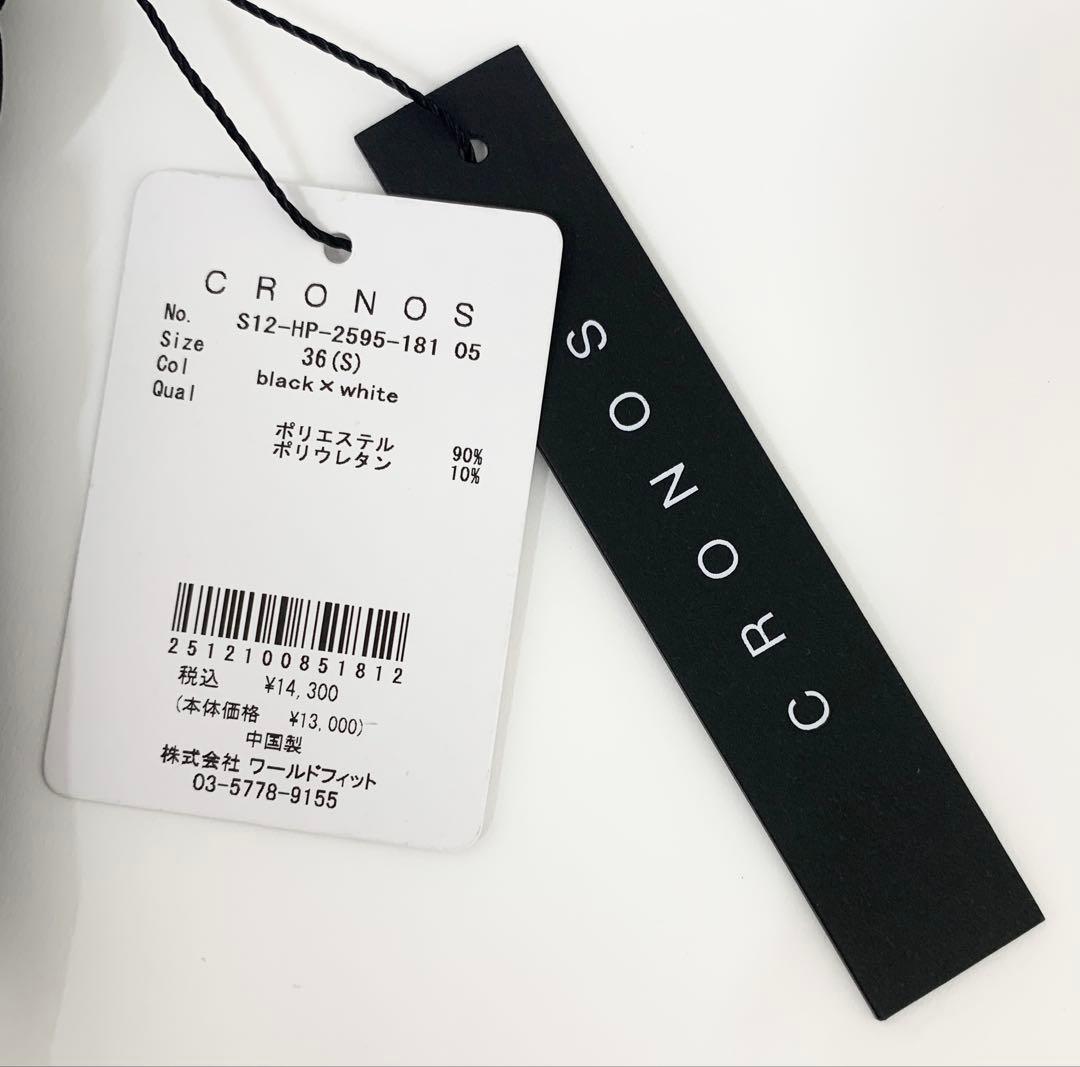 CRONOS
No. S12-HP-2595-181 05
Size 36(S)
Col black×white
Qual
ポリエステル 90%
ポリウレタン 10%
2512100851812
税込 ¥14,300
(本体価格 ¥13,000)
中国製
株式会社 ワールドフィット
03-5778-9155
CRONOS